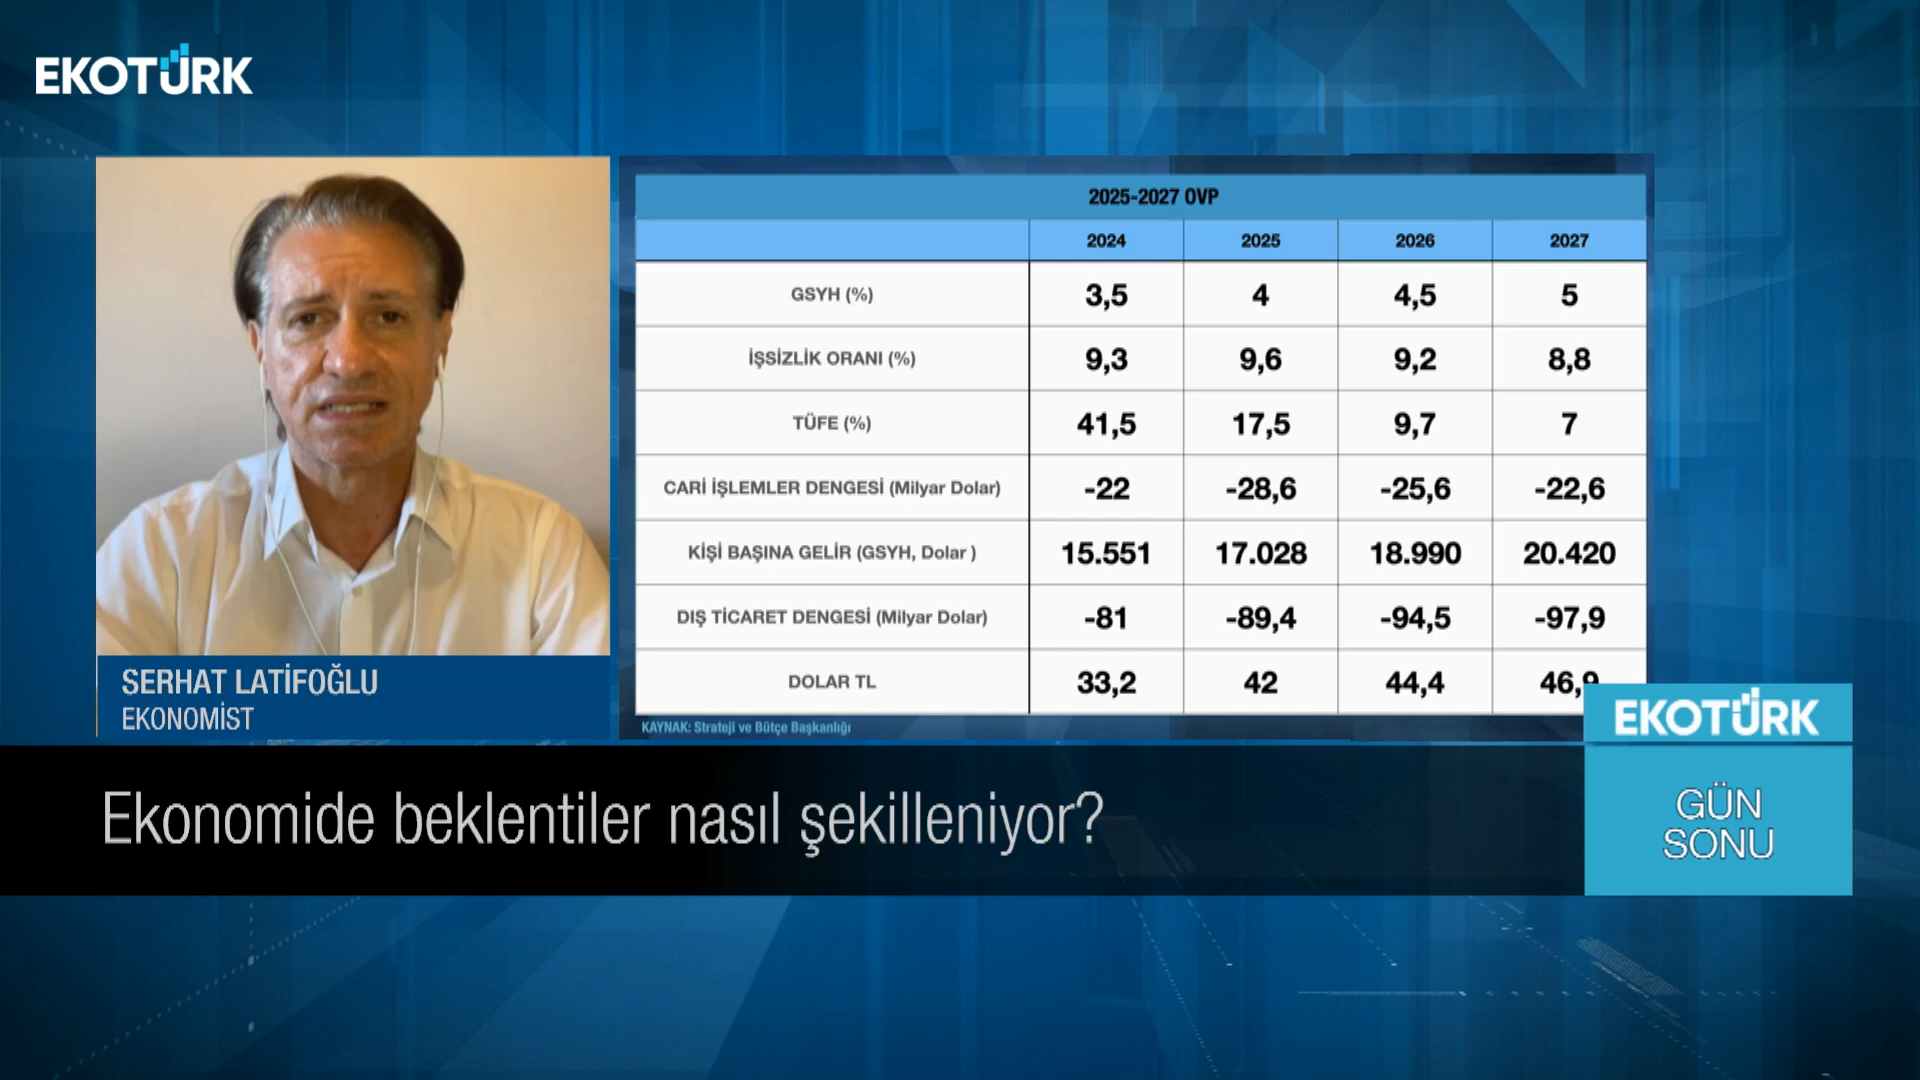 EKOTÜRK
2025-2027 OVP
2024 2025 2026 2027
GSYH (%) 3,5 4 4,5 5
İŞSİZLİK ORANI (%) 9,3 9,6 9,2 8,8
TÜFE (%) 41,5 17,5 9,7 7
CARİ İŞLEMLER DENGESİ (Milyar Dolar) -22 -28,6 -25,6 -22,6
KİŞİ BAŞINA GELİR (GSYH, Dolar ) 15.551 17.028 18.990 20.420
DIŞ TİCARET DENGESİ (Milyar Dolar) -81 -89,4 -94,5 -97,9
DOLAR TL 33,2 42 44,4 46,9
KAYNAK: Strateji ve Bütçe Başkanlığı
SERHAT LATİFOĞLU
EKONOMİST
EKOTÜRK
Ekonomide beklentiler nasıl şekilleniyor?
GÜN
SONU